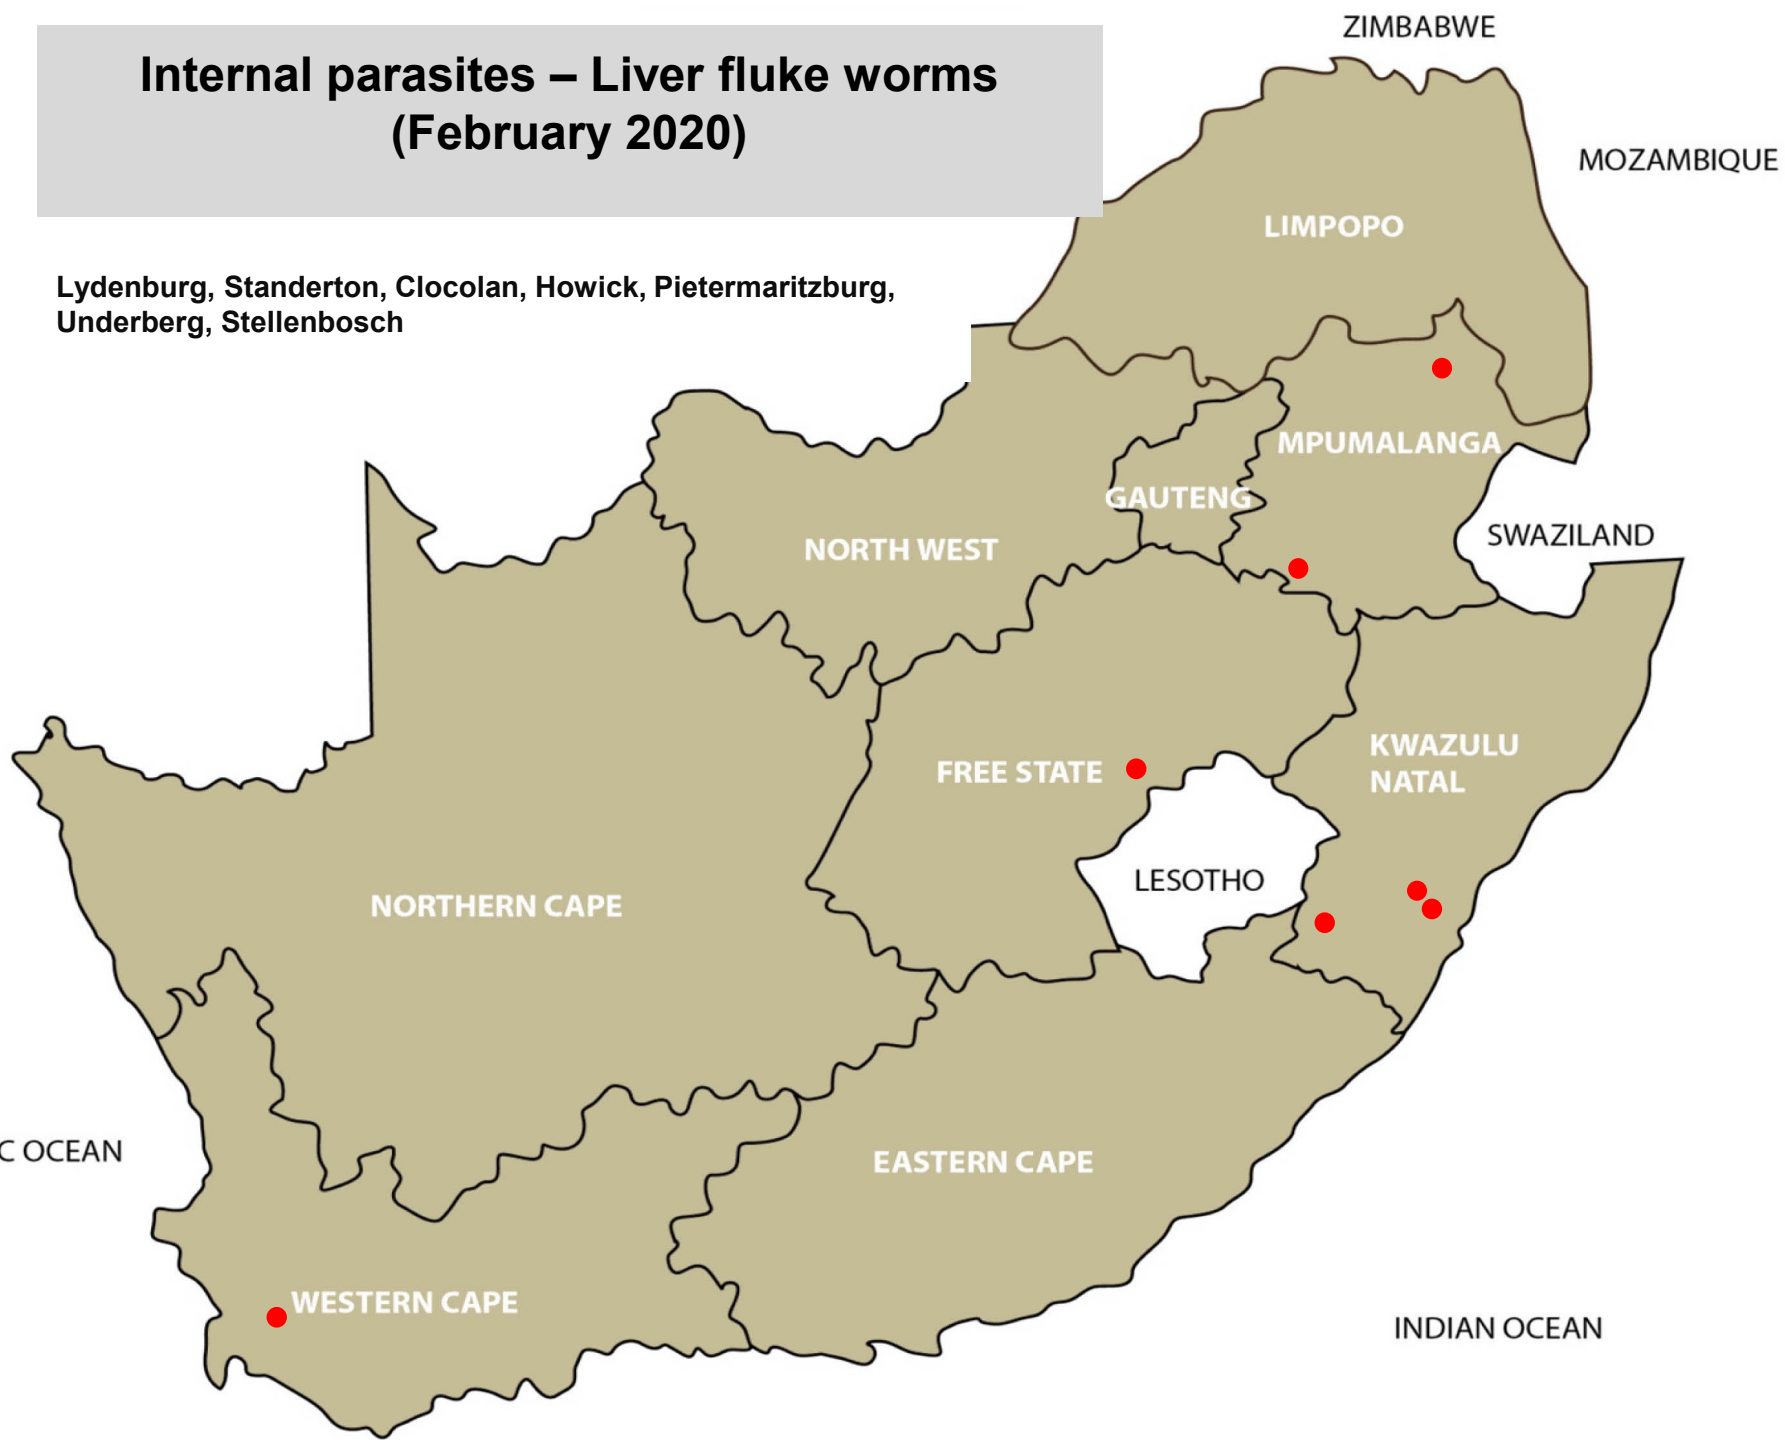 Internal parasites – Liver fluke worms
(February 2020)
Lydenburg, Standerton, Clocolan, Howick, Pietermaritzburg,
Underberg, Stellenbosch
ZIMBABWE
MOZAMBIQUE
LIMPOPO
MPUMALANGA
GAUTENG
SWAZILAND
NORTH WEST
KWAZULU
NATAL
FREE STATE
LESOTHO
NORTHERN CAPE
C OCEAN
EASTERN CAPE
WESTERN CAPE
INDIAN OCEAN